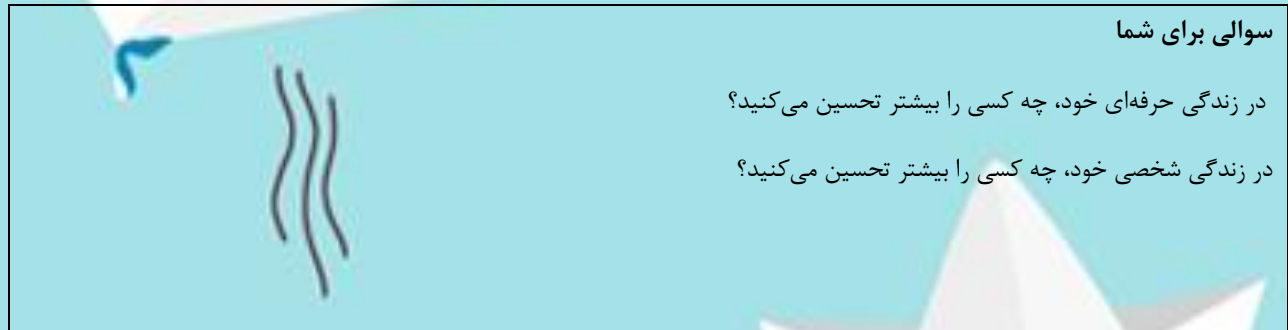 سوالی برای شما
در زندگی حرفه‌ای خود، چه کسی را بیشتر تحسین می‌کنید؟
در زندگی شخصی خود، چه کسی را بیشتر تحسین می‌کنید؟